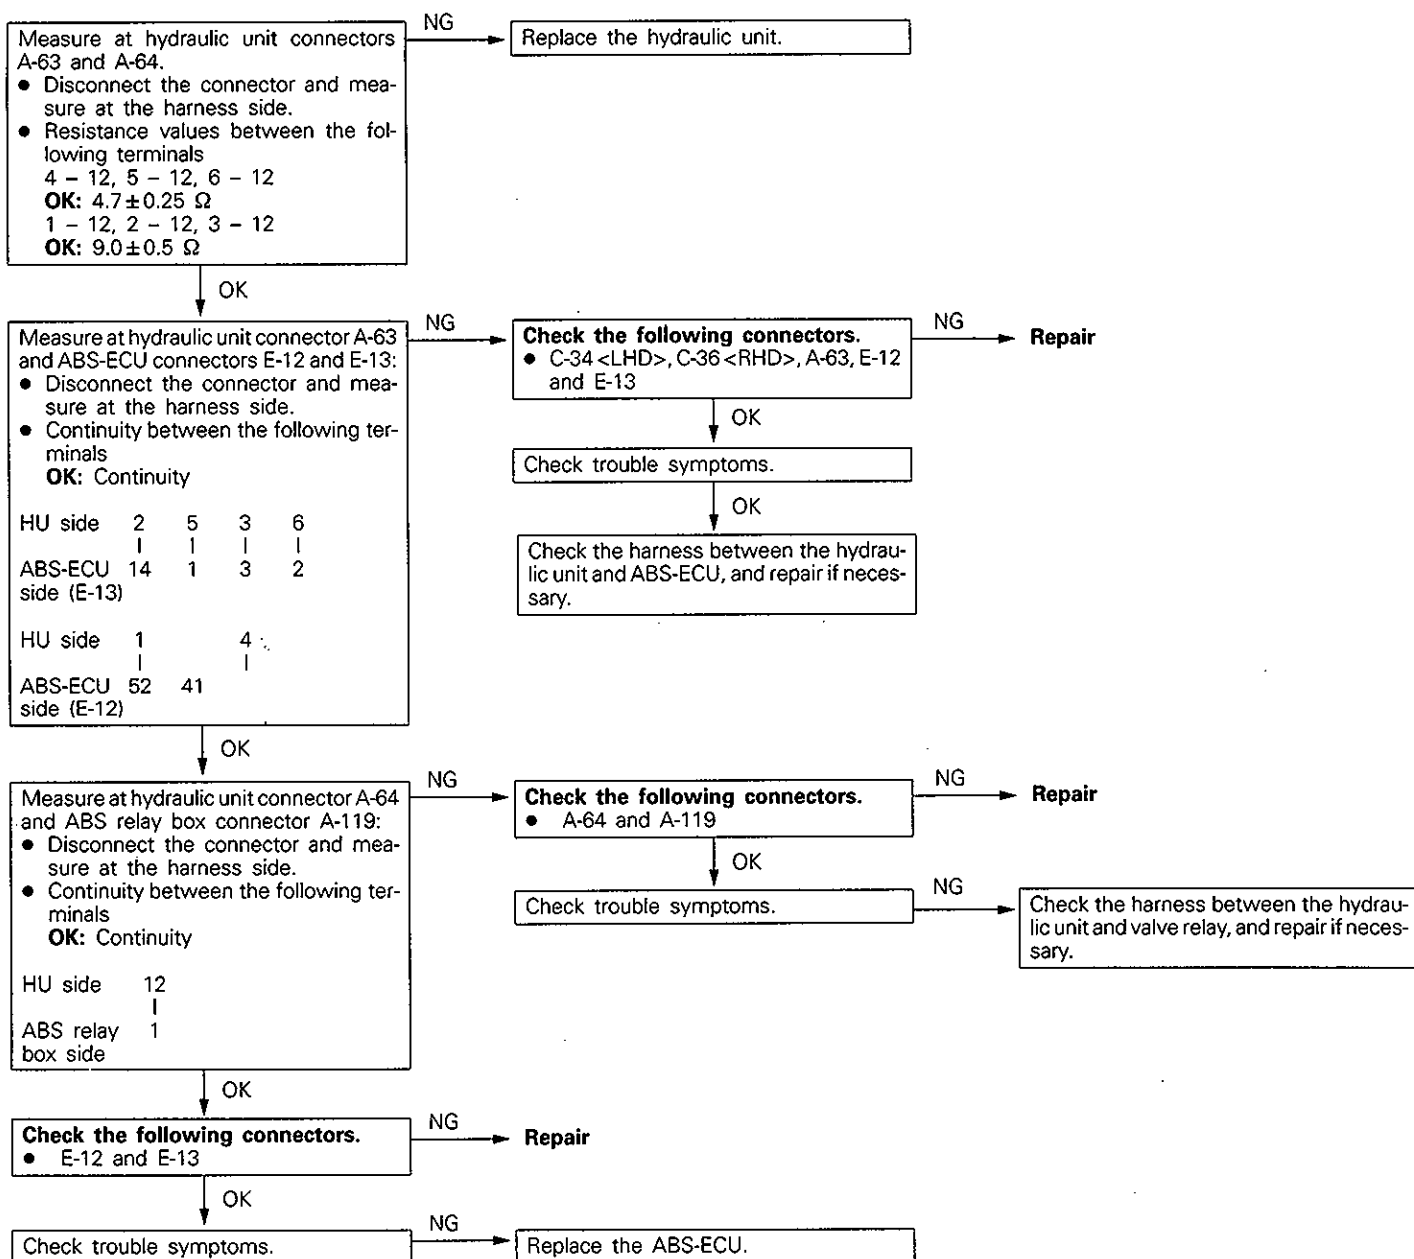 Measure at hydraulic unit connectors
A-63 and A-64.
● Disconnect the connector and mea-
sure at the harness side.
● Resistance values between the fol-
lowing terminals
4 – 12, 5 – 12, 6 – 12
OK: 4.7±0.25 Ω
1 – 12, 2 – 12, 3 – 12
OK: 9.0±0.5 Ω
NG
Replace the hydraulic unit.
OK
Measure at hydraulic unit connector A-63
and ABS-ECU connectors E-12 and E-13:
● Disconnect the connector and mea-
sure at the harness side.
● Continuity between the following ter-
minals
OK: Continuity
HU side 2 5 3 6
ABS-ECU 14 1 3 2
side (E-13)
HU side 1 4
ABS-ECU 52 41
side (E-12)
NG
Check the following connectors.
● C-34 <LHD>, C-36 <RHD>, A-63, E-12
and E-13
NG
Repair
OK
Check trouble symptoms.
OK
Check the harness between the hydrau-
lic unit and ABS-ECU, and repair if neces-
sary.
OK
Measure at hydraulic unit connector A-64
and ABS relay box connector A-119:
● Disconnect the connector and mea-
sure at the harness side.
● Continuity between the following ter-
minals
OK: Continuity
HU side 12
ABS relay 1
box side
NG
Check the following connectors.
● A-64 and A-119
NG
Repair
OK
Check trouble symptoms.
NG
Check the harness between the hydrau-
lic unit and valve relay, and repair if neces-
sary.
OK
Check the following connectors.
● E-12 and E-13
NG
Repair
OK
Check trouble symptoms.
NG
Replace the ABS-ECU.